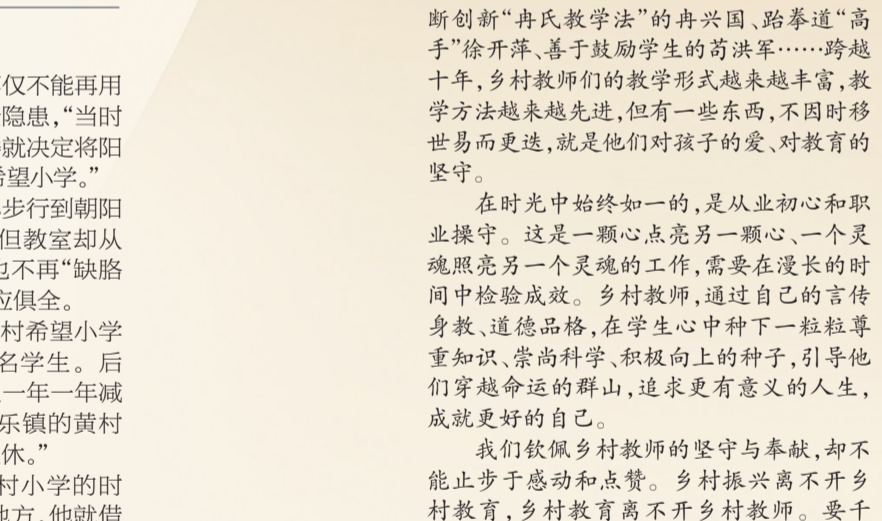 仅不能再用
隐患，“当时
就决定将阳
希望小学。”
步行到朝阳
但教室却从
也不再“缺胳
应俱全。
村希望小学
名学生。后
一年一年减
乐镇的黄村
休。”
村小学的时
地方，他就借
断创新“冉氏教学法”的冉兴国、跆拳道“高
手”徐开萍、善于鼓励学生的苟洪军……跨越
十年，乡村教师们的教学形式越来越丰富，教
学方法越来越先进，但有一些东西，不因时移
世易而更迭，就是他们对孩子的爱、对教育的
坚守。
在时光中始终如一的，是从业初心和职
业操守。这是一颗心点亮另一颗心、一个灵
魂照亮另一个灵魂的工作，需要在漫长的时
间中检验成效。乡村教师，通过自己的言传
身教、道德品格，在学生心中种下一粒粒尊
重知识、崇尚科学、积极向上的种子，引导他
们穿越命运的群山，追求更有意义的人生，
成就更好的自己。
我们钦佩乡村教师的坚守与奉献，却不
能止步于感动和点赞。乡村振兴离不开乡
村教育，乡村教育离不开乡村教师。要千